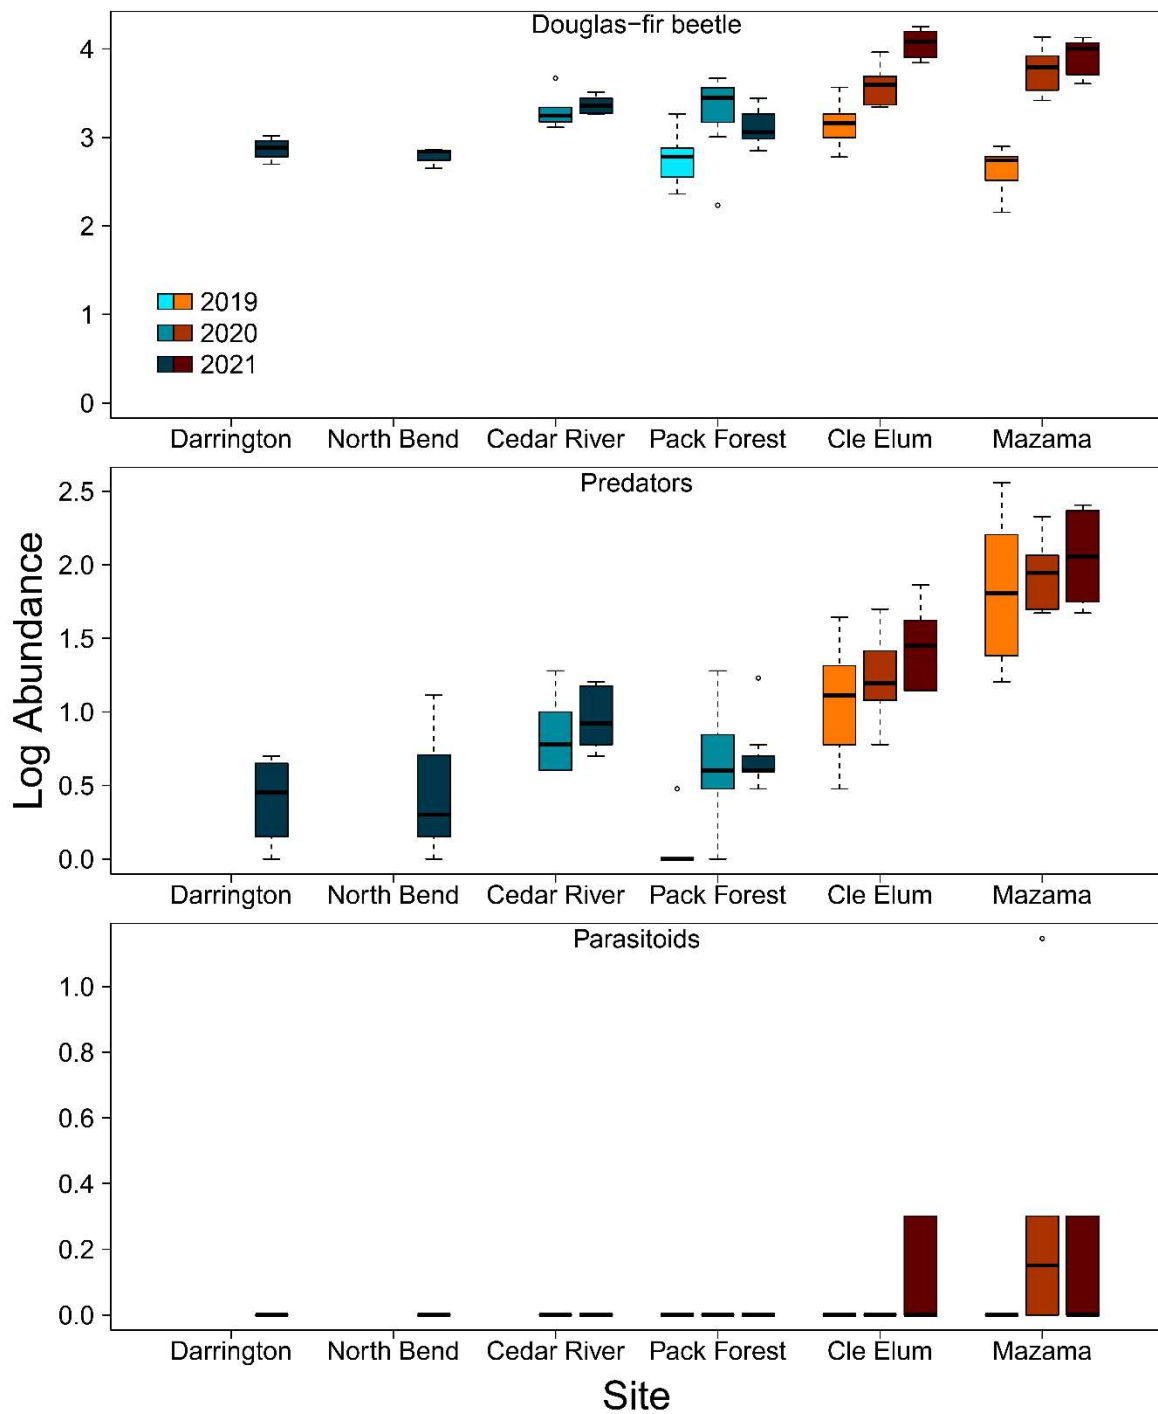 Douglas−fir beetle
4
3
2
1
0
2019
2020
2021
Darrington North Bend Cedar River Pack Forest Cle Elum Mazama
Predators
2.5
2.0
1.5
1.0
0.5
0.0
Darrington North Bend Cedar River Pack Forest Cle Elum Mazama
Log Abundance
Parasitoids
1.0
0.8
0.6
0.4
0.2
0.0
Darrington North Bend Cedar River Pack Forest Cle Elum Mazama
Site